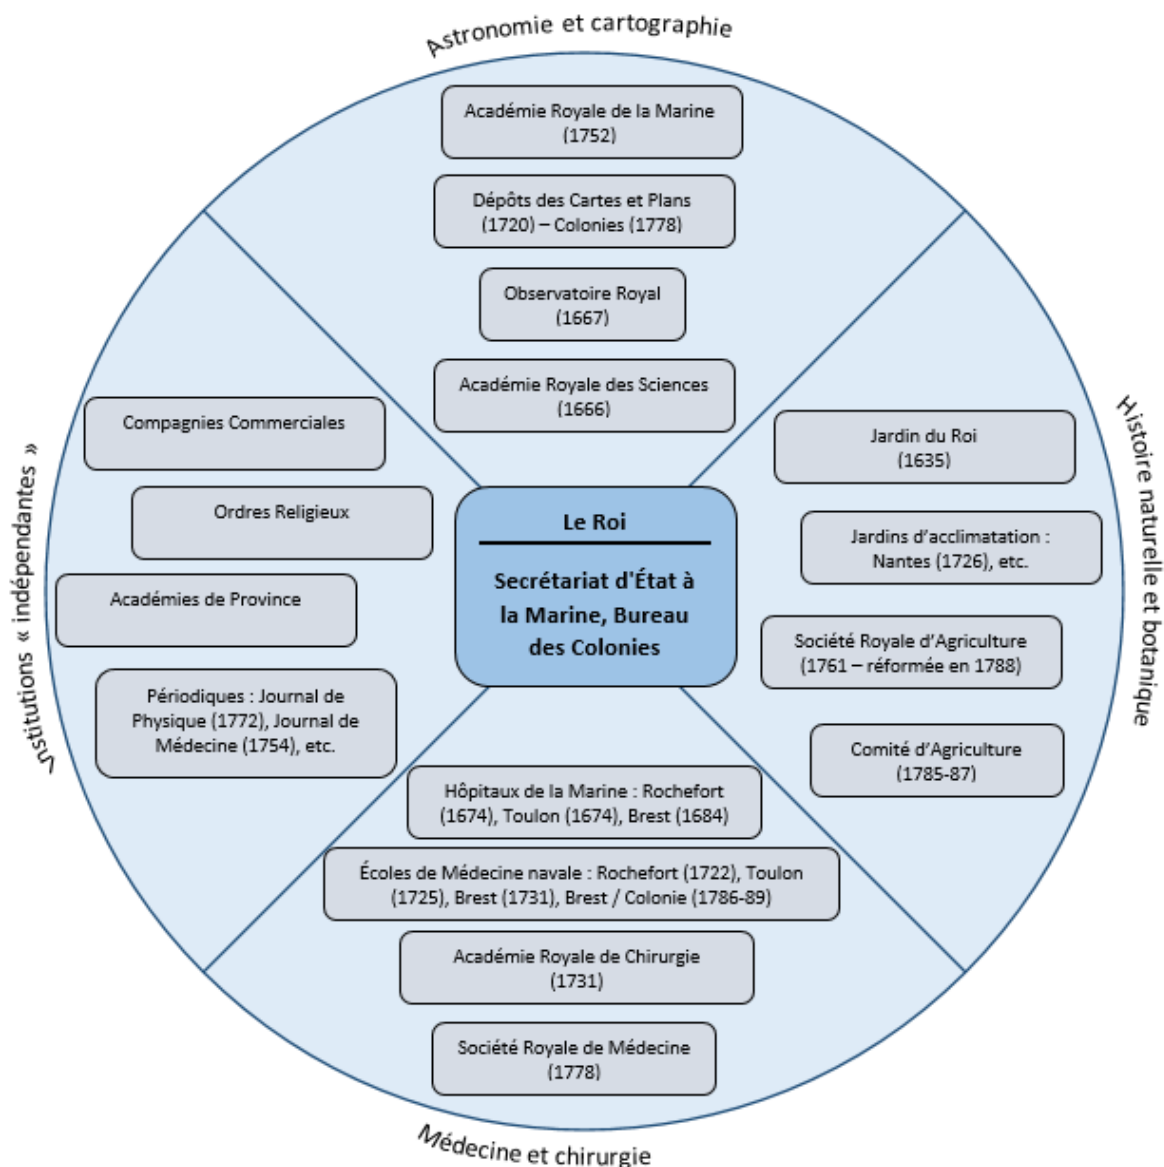 Astronomie et cartographie
Académie Royale de la Marine
(1752)
Dépôts des Cartes et Plans
(1720) – Colonies (1778)
Observatoire Royal
(1667)
Académie Royale des Sciences
(1666)
Histoire naturelle et botanique
Jardin du Roi
(1635)
Jardins d’acclimatation :
Nantes (1726), etc.
Société Royale d’Agriculture
(1761 – réformée en 1788)
Comité d’Agriculture
(1785-87)
Le Roi
Secrétariat d'État à
la Marine, Bureau
des Colonies
Institutions « indépendantes »
Compagnies Commerciales
Ordres Religieux
Académies de Province
Périodiques : Journal de
Physique (1772), Journal de
Médecine (1754), etc.
Hôpitaux de la Marine : Rochefort
(1674), Toulon (1674), Brest (1684)
Écoles de Médecine navale : Rochefort (1722), Toulon
(1725), Brest (1731), Brest / Colonie (1786-89)
Académie Royale de Chirurgie
(1731)
Société Royale de Médecine
(1778)
Médecine et chirurgie